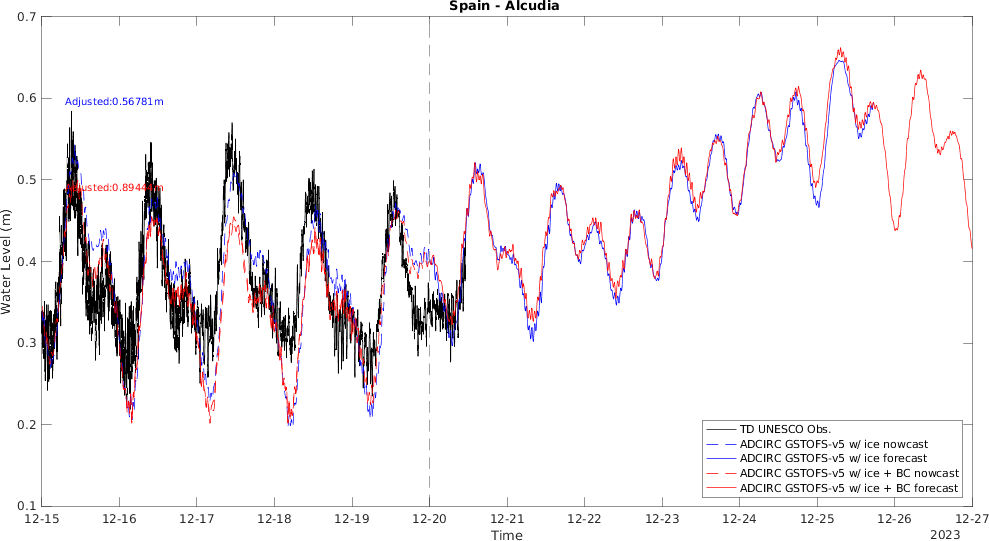 Spain - Alcudia
0.7
0.6
0.5
0.4
0.3
0.2
0.1
Water Level (m)
Adjusted:0.56781m
TD UNESCO Obs.
ADCIRC GSTOFS-v5 w/ ice nowcast
ADCIRC GSTOFS-v5 w/ ice forecast
ADCIRC GSTOFS-v5 w/ ice + BC nowcast
ADCIRC GSTOFS-v5 w/ ice + BC forecast
12-15 12-16 12-17 12-18 12-19 12-20 12-21 12-22 12-23 12-24 12-25 12-26 12-27
Time
2023